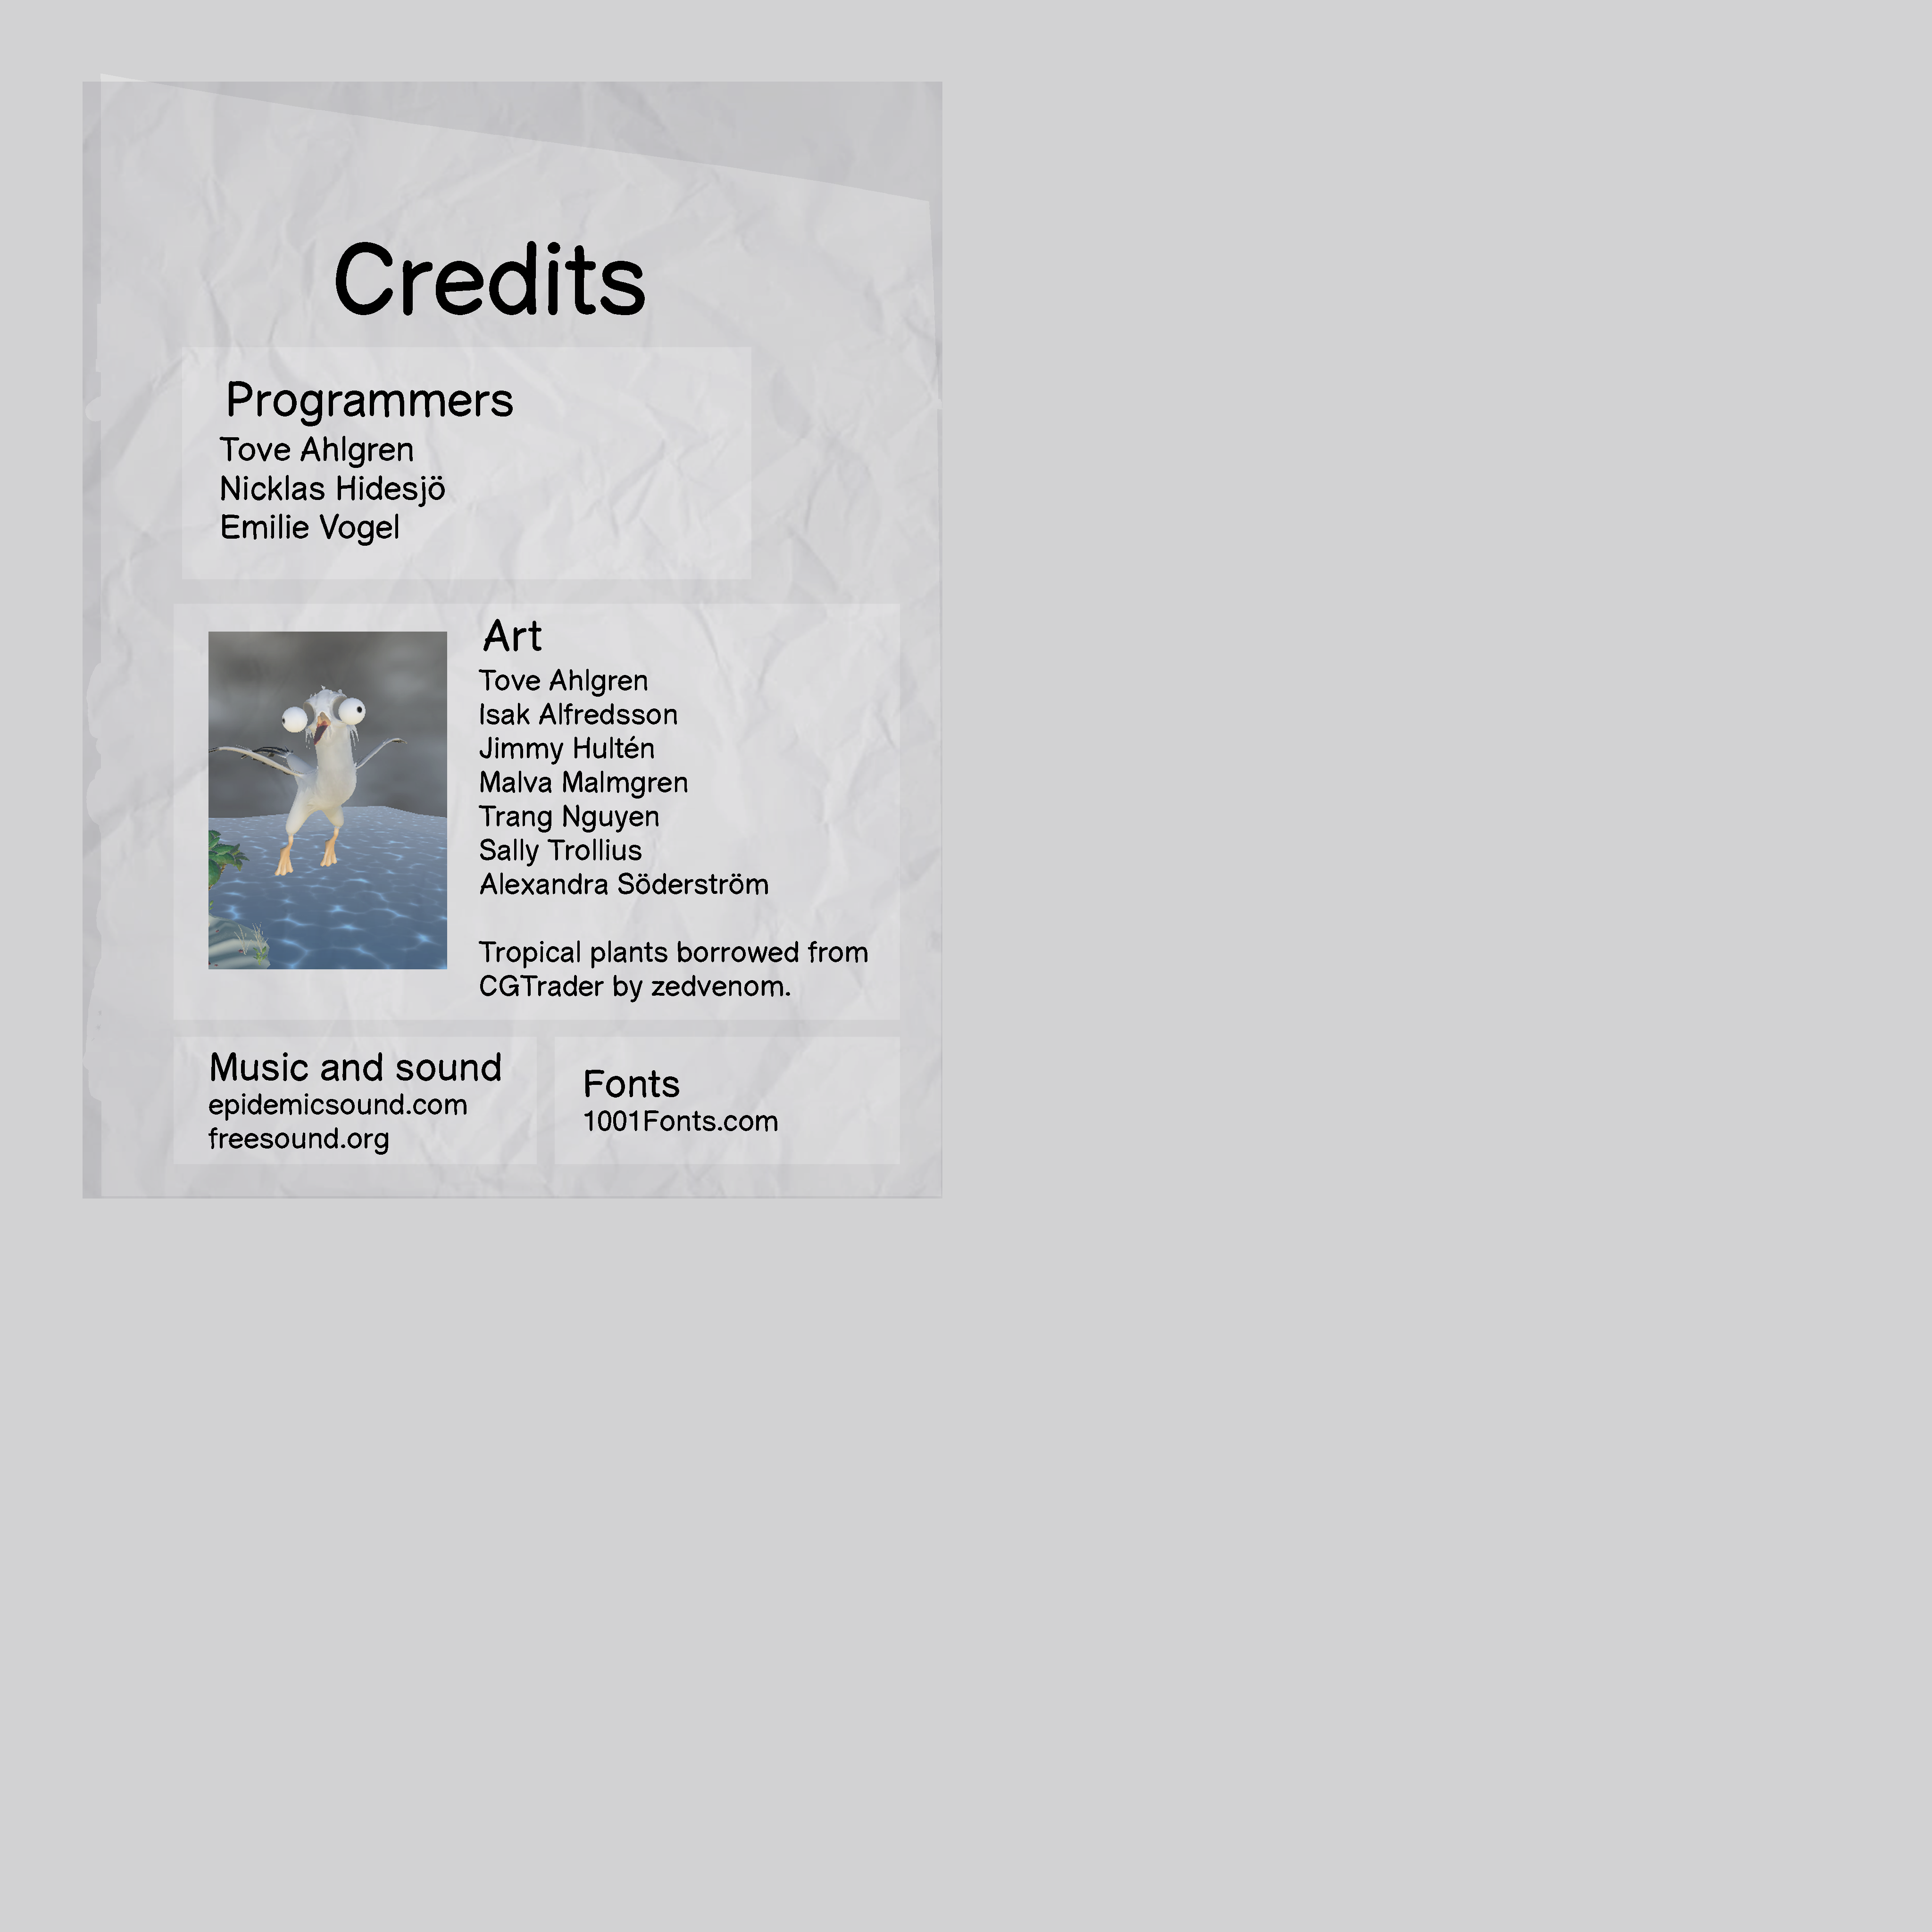 Credits
Programmers
Tove Ahlgren
Nicklas Hidesjö
Emilie Vogel
Art
Tove Ahlgren
Isak Alfredsson
Jimmy Hultén
Malva Malmgren
Trang Nguyen
Sally Trollius
Alexandra Söderström
Tropical plants borrowed from
CGTrader by zedvenom.
Music and sound
epidemicsound.com
freesound.org
Fonts
1001Fonts.com